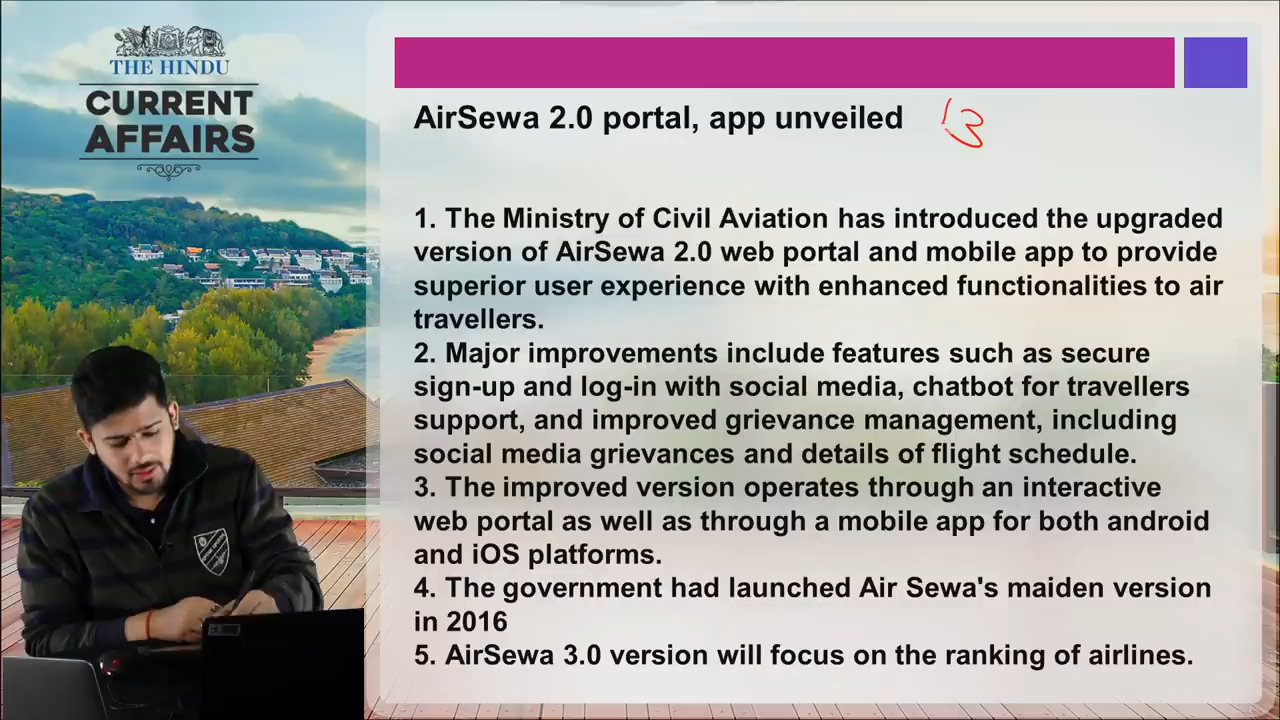 THE HINDU
CURRENT
AFFAIRS
AirSewa 2.0 portal, app unveiled
13
1. The Ministry of Civil Aviation has introduced the upgraded
version of AirSewa 2.0 web portal and mobile app to provide
superior user experience with enhanced functionalities to air
travellers.
2. Major improvements include features such as secure
sign-up and log-in with social media, chatbot for travellers
support, and improved grievance management, including
social media grievances and details of flight schedule.
3. The improved version operates through an interactive
web portal as well as through a mobile app for both android
and iOS platforms.
4. The government had launched Air Sewa's maiden version
in 2016
5. AirSewa 3.0 version will focus on the ranking of airlines.